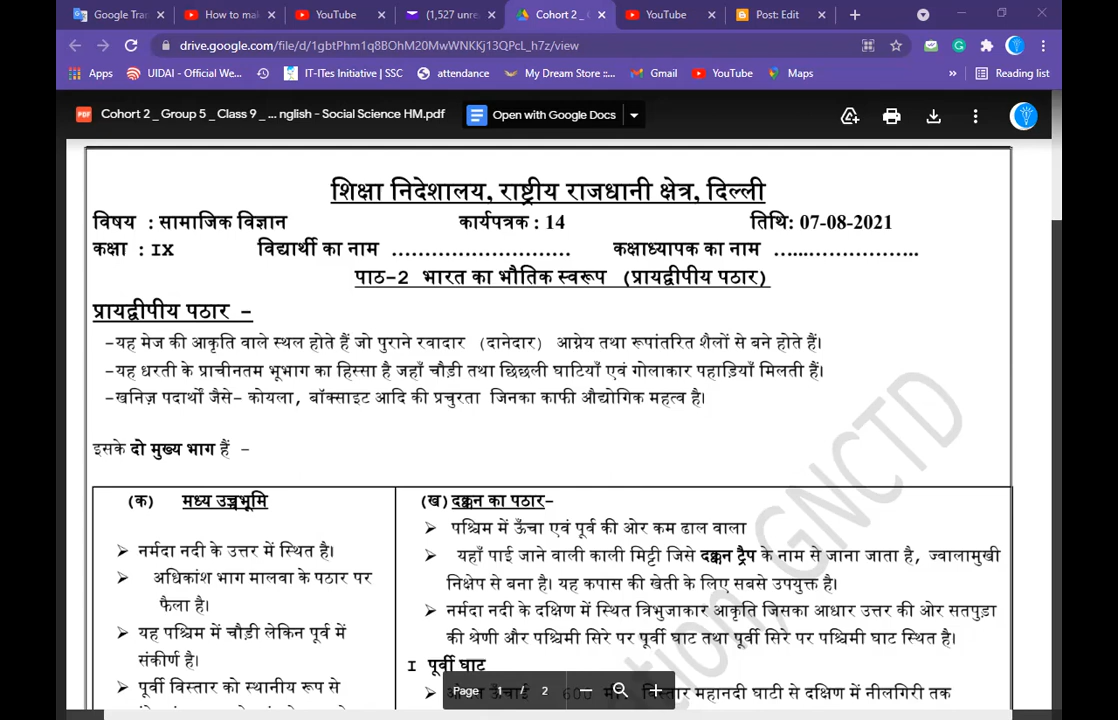 Google Tran
How to mak
YouTube
(1,527 unre
Cohort 2 _
YouTube
Post: Edit
drive.google.com/file/d/1gbtPhm1q8BOhM20MwWNKKj13QPcL_h7z/view
Apps UIDAI - Official We... IT-ITes Initiative | SSC attendance My Dream Store ::... Gmail YouTube Maps » Reading list
PDF Cohort 2 _ Group 5 _ Class 9 _ ... nglish - Social Science HM.pdf Open with Google Docs
शिक्षा निदेशालय, राष्ट्रीय राजधानी क्षेत्र, दिल्ली
विषय : सामाजिक विज्ञान कार्यपत्रक : 14 तिथि: 07-08-2021
कक्षा : IX विद्यार्थी का नाम ……………………… कक्षाध्यापक का नाम …...……………..
पाठ-2 भारत का भौतिक स्वरूप (प्रायद्वीपीय पठार)
प्रायद्वीपीय पठार -
-यह मेज की आकृति वाले स्थल होते हैं जो पुराने रवादार (दानेदार) आग्नेय तथा रूपांतरित शैलों से बने होते हैं।
-यह धरती के प्राचीनतम भूभाग का हिस्सा है जहाँ चौड़ी तथा छिछली घाटियाँ एवं गोलाकार पहाड़ियाँ मिलती हैं।
-खनिज़ पदार्थों जैसे- कोयला, बॉक्साइट आदि की प्रचुरता जिनका काफी औद्योगिक महत्व है।
इसके दो मुख्य भाग हैं -
(क) मध्य उच्चभूमि
➢ नर्मदा नदी के उत्तर में स्थित है।
➢ अधिकांश भाग मालवा के पठार पर
फैला है।
➢ यह पश्चिम में चौड़ी लेकिन पूर्व में
संकीर्ण है।
➢ पूर्वी विस्तार को स्थानीय रूप से
(ख) दक्कन का पठार-
➢ पश्चिम में ऊँचा एवं पूर्व की ओर कम ढाल वाला
➢ यहाँ पाई जाने वाली काली मिट्टी जिसे दक्कन ट्रैप के नाम से जाना जाता है, ज्वालामुखी
निक्षेप से बना है। यह कपास की खेती के लिए सबसे उपयुक्त है।
➢ नर्मदा नदी के दक्षिण में स्थित त्रिभुजाकार आकृति जिसका आधार उत्तर की ओर सतपुड़ा
की श्रेणी और पश्चिमी सिरे पर पूर्वी घाट तथा पूर्वी सिरे पर पश्चिमी घाट स्थित है।
I पूर्वी घाट
➢ ऊँचाई 600 विस्तार महानदी घाटी से दक्षिण में नीलगिरी तक
Page 1 / 2
GNCTD